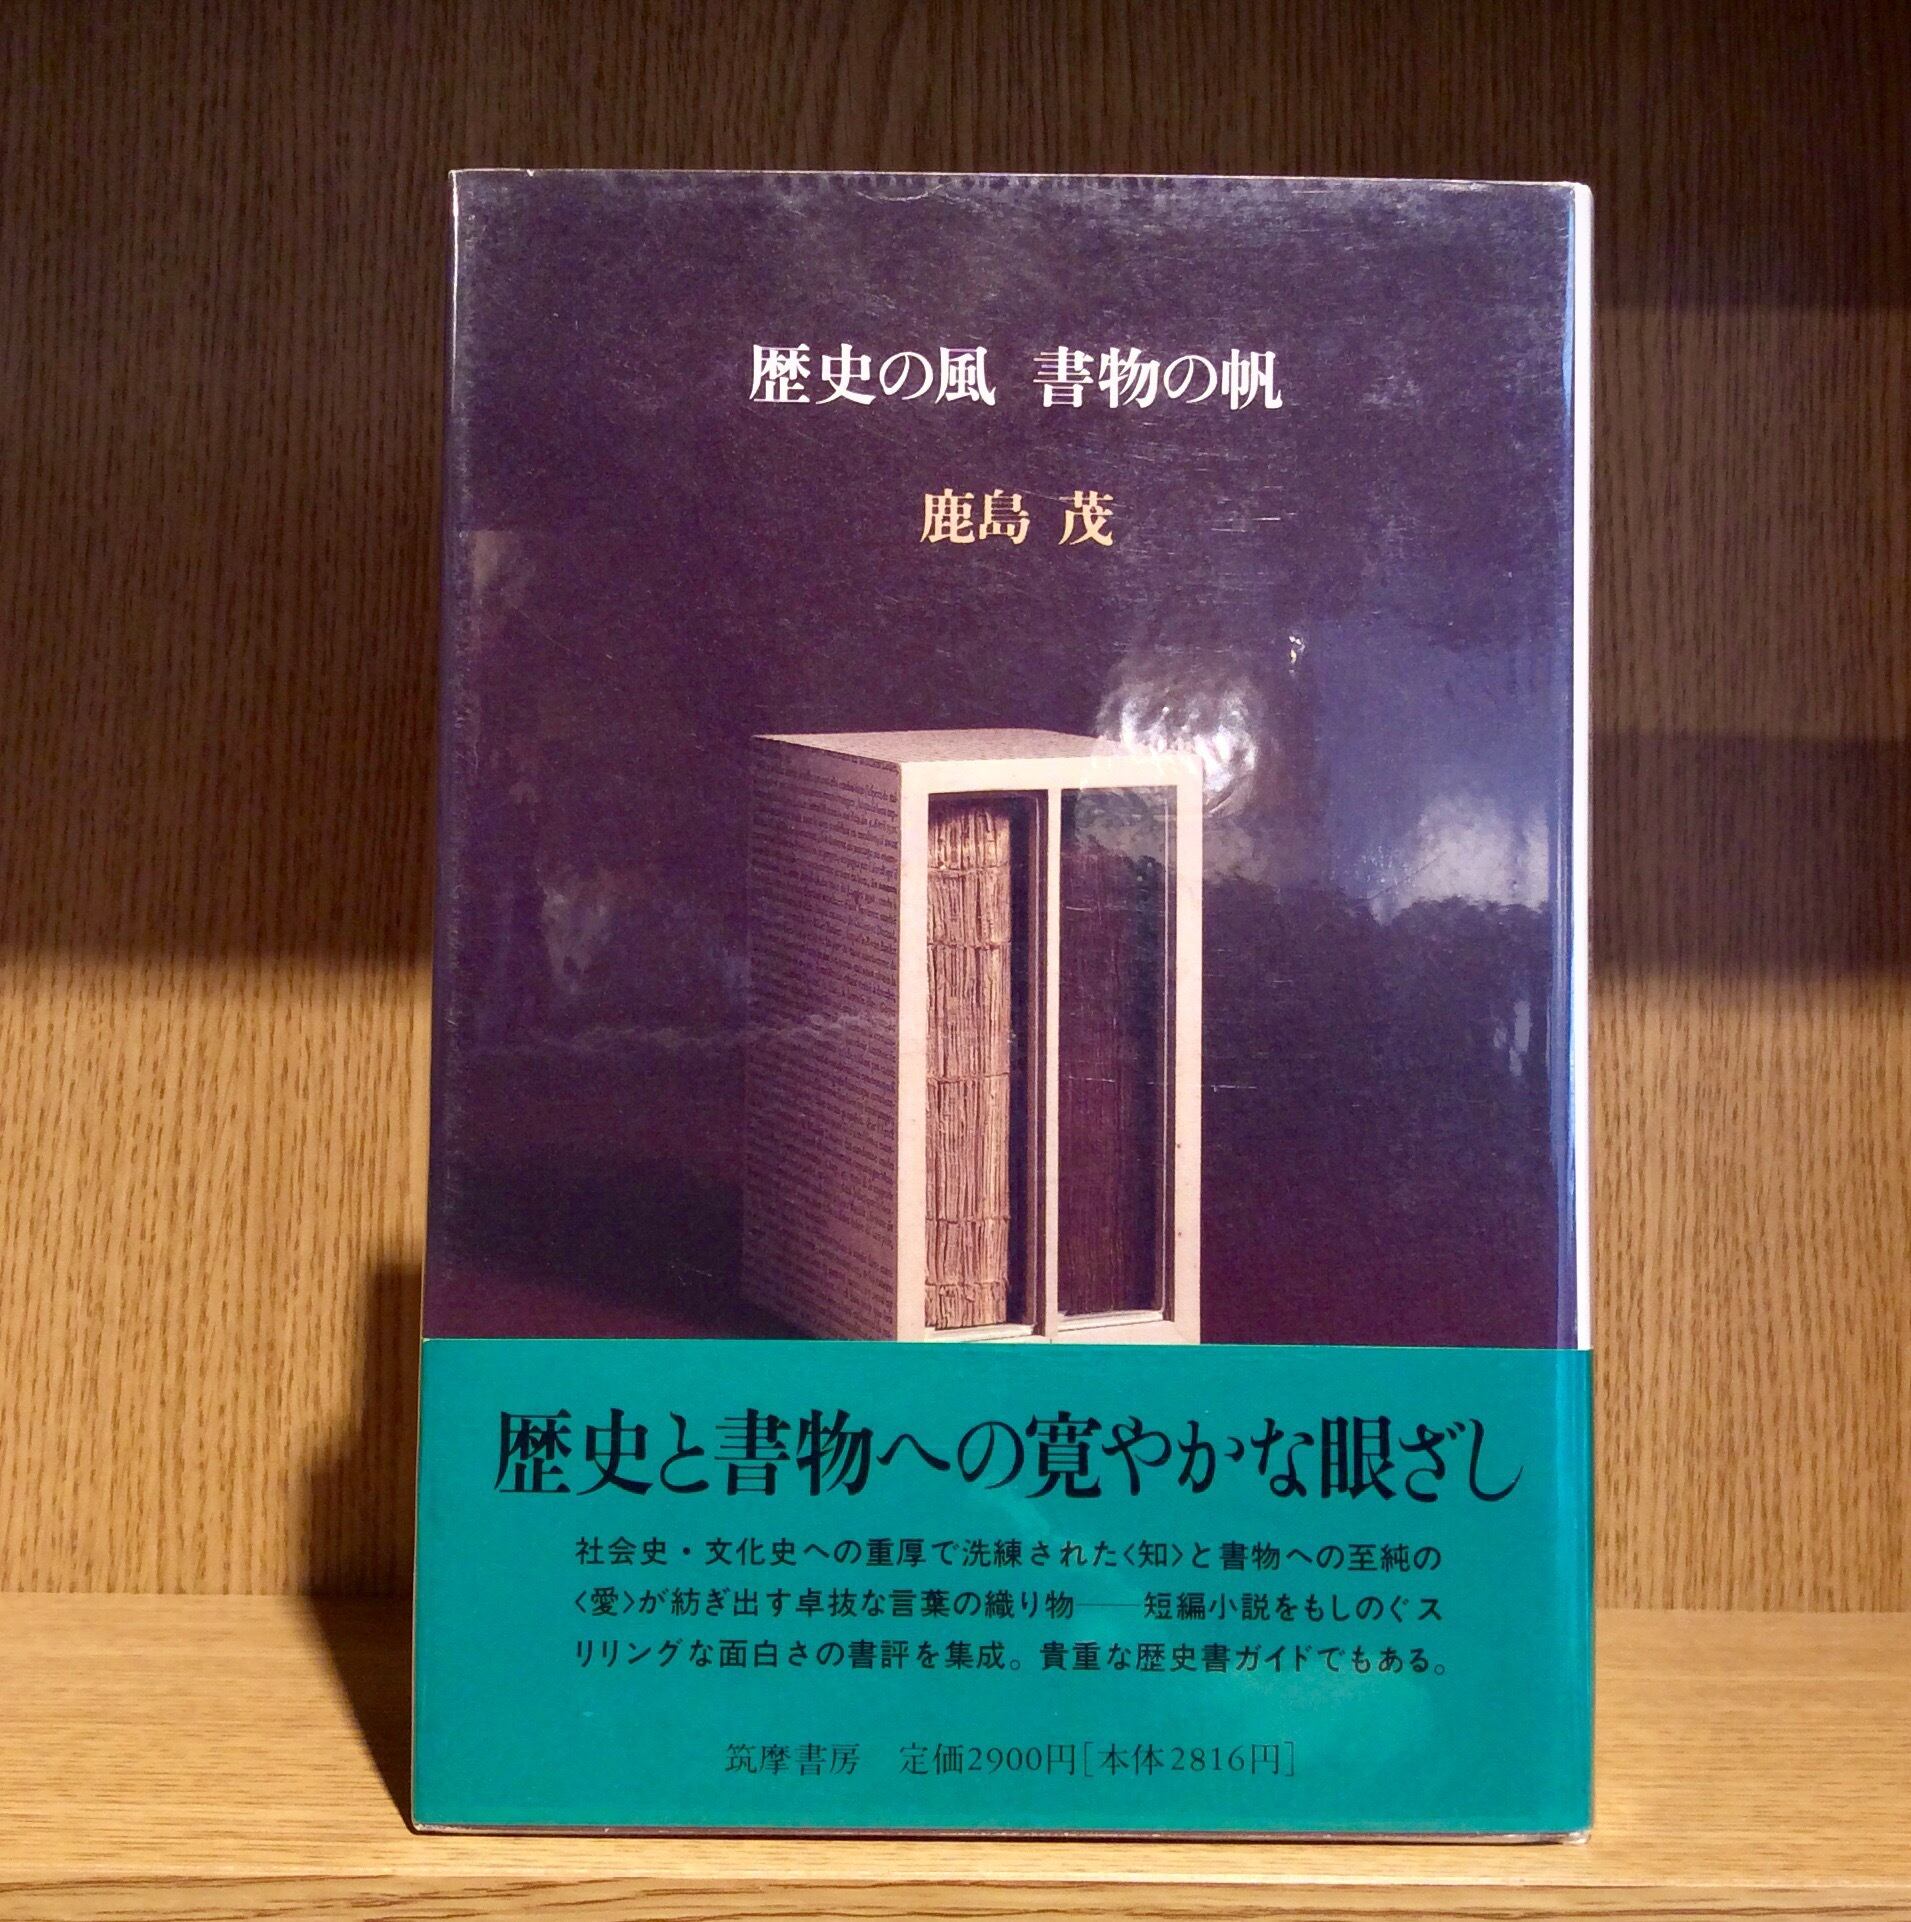 歴史の風 書物の帆
鹿島 茂
歴史と書物への寛やかな眼ざし
社会史・文化史への重厚で洗練された〈知〉と書物への至純の
〈愛〉が紡ぎ出す卓抜な言葉の織り物──短編小説をもしのぐス
リリングな面白さの書評を集成。貴重な歴史書ガイドでもある。
筑摩書房 定価2900円[本体2816円]